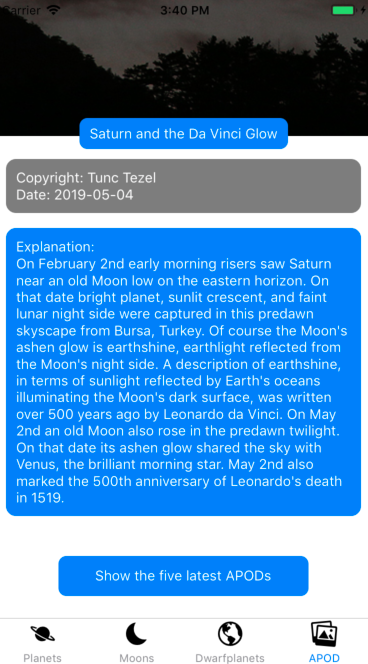 Carrier 3:40 PM
Saturn and the Da Vinci Glow
Copyright: Tunc Tezel
Date: 2019-05-04
Explanation:
On February 2nd early morning risers saw Saturn
near an old Moon low on the eastern horizon. On
that date bright planet, sunlit crescent, and faint
lunar night side were captured in this predawn
skyscape from Bursa, Turkey. Of course the Moon's
ashen glow is earthshine, earthlight reflected from
the Moon's night side. A description of earthshine,
in terms of sunlight reflected by Earth's oceans
illuminating the Moon's dark surface, was written
over 500 years ago by Leonardo da Vinci. On May
2nd an old Moon also rose in the predawn twilight.
On that date its ashen glow shared the sky with
Venus, the brilliant morning star. May 2nd also
marked the 500th anniversary of Leonardo's death
in 1519.
Show the five latest APODs
Planets Moons Dwarfplanets APOD